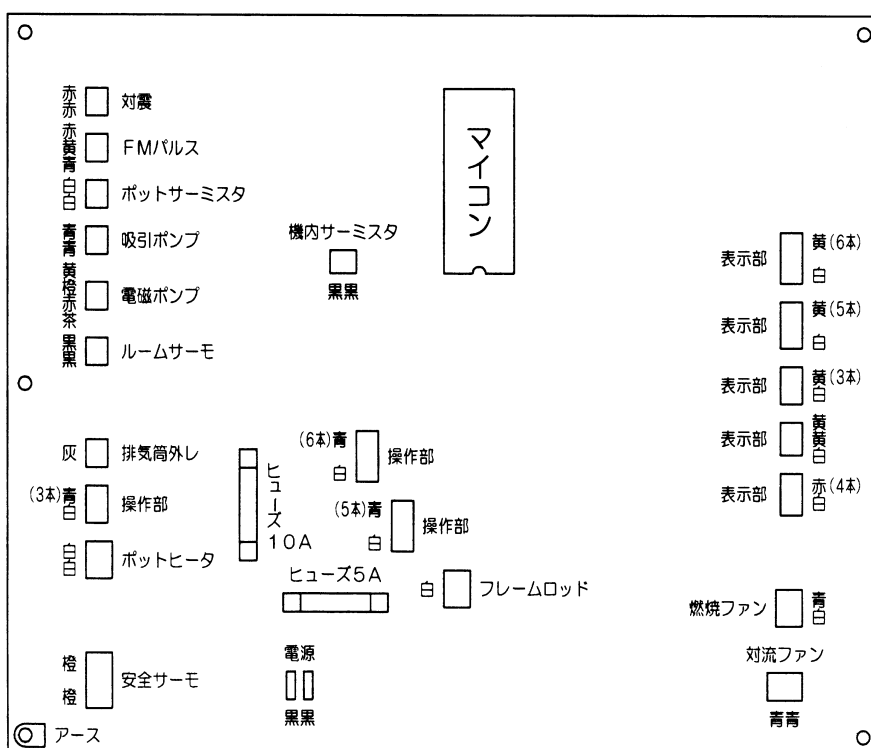 赤赤 対震
赤黄青 FMパルス
白白 ポットサーミスタ
青青 吸引ポンプ
黄橙赤茶 電磁ポンプ
黒黒 ルームサーモ
機内サーミスタ
黒黒
マイコン
表示部 黄(6本)
白
表示部 黄(5本)
白
表示部 黄(3本)
白
表示部 黄黄白
表示部 赤(4本)
白
灰 排気筒外レ
(3本)青
白 操作部
白白 ポットヒータ
ヒューズ
10A
(6本)青
白 操作部
(5本)青
白 操作部
ヒューズ5A
白 フレームロッド
燃焼ファン 青白
対流ファン
青青
橙
橙 安全サーモ
電源
黒黒
アース